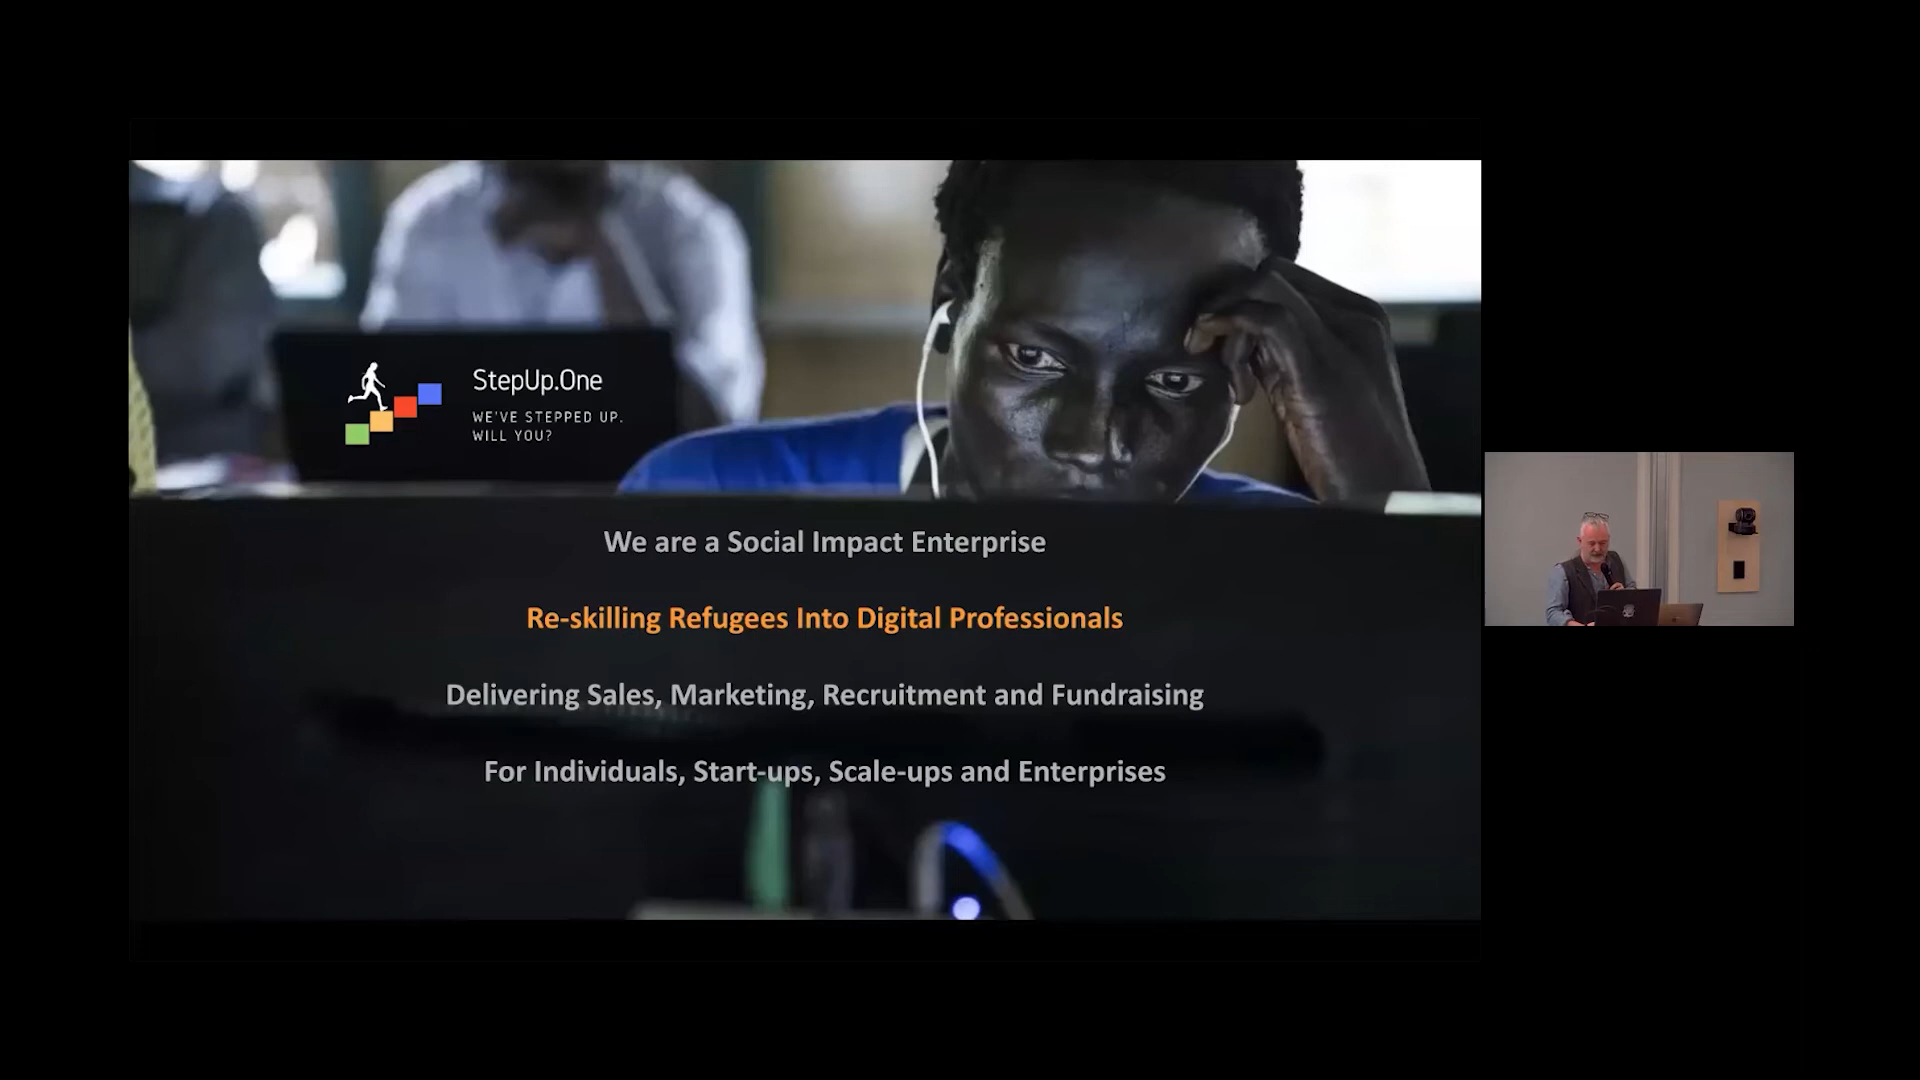 StepUp.One
WE'VE STEPPED UP.
WILL YOU?
We are a Social Impact Enterprise
Re-skilling Refugees Into Digital Professionals
Delivering Sales, Marketing, Recruitment and Fundraising
For Individuals, Start-ups, Scale-ups and Enterprises